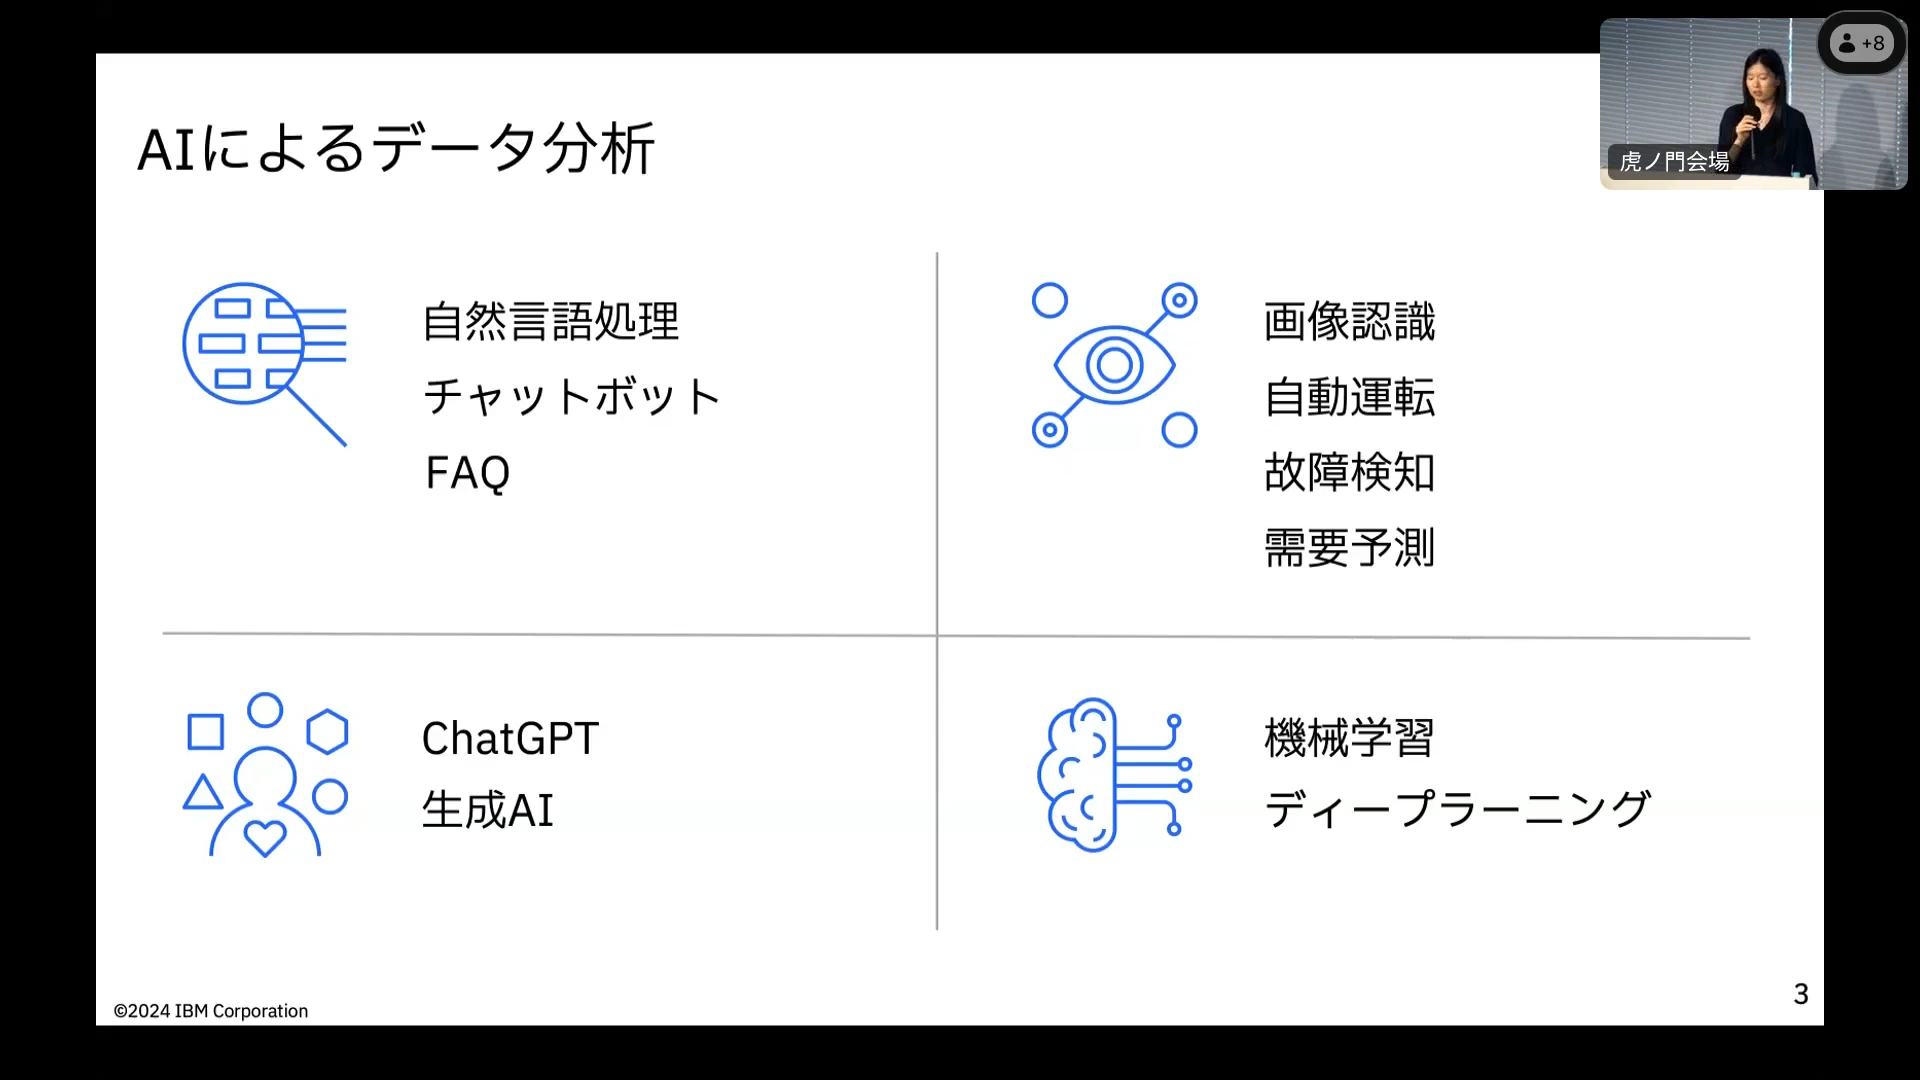 AIによるデータ分析
+8
虎ノ門会場
自然言語処理
チャットボット
FAQ
画像認識
自動運転
故障検知
需要予測
ChatGPT
生成AI
機械学習
ディープラーニング
©2024 IBM Corporation
3